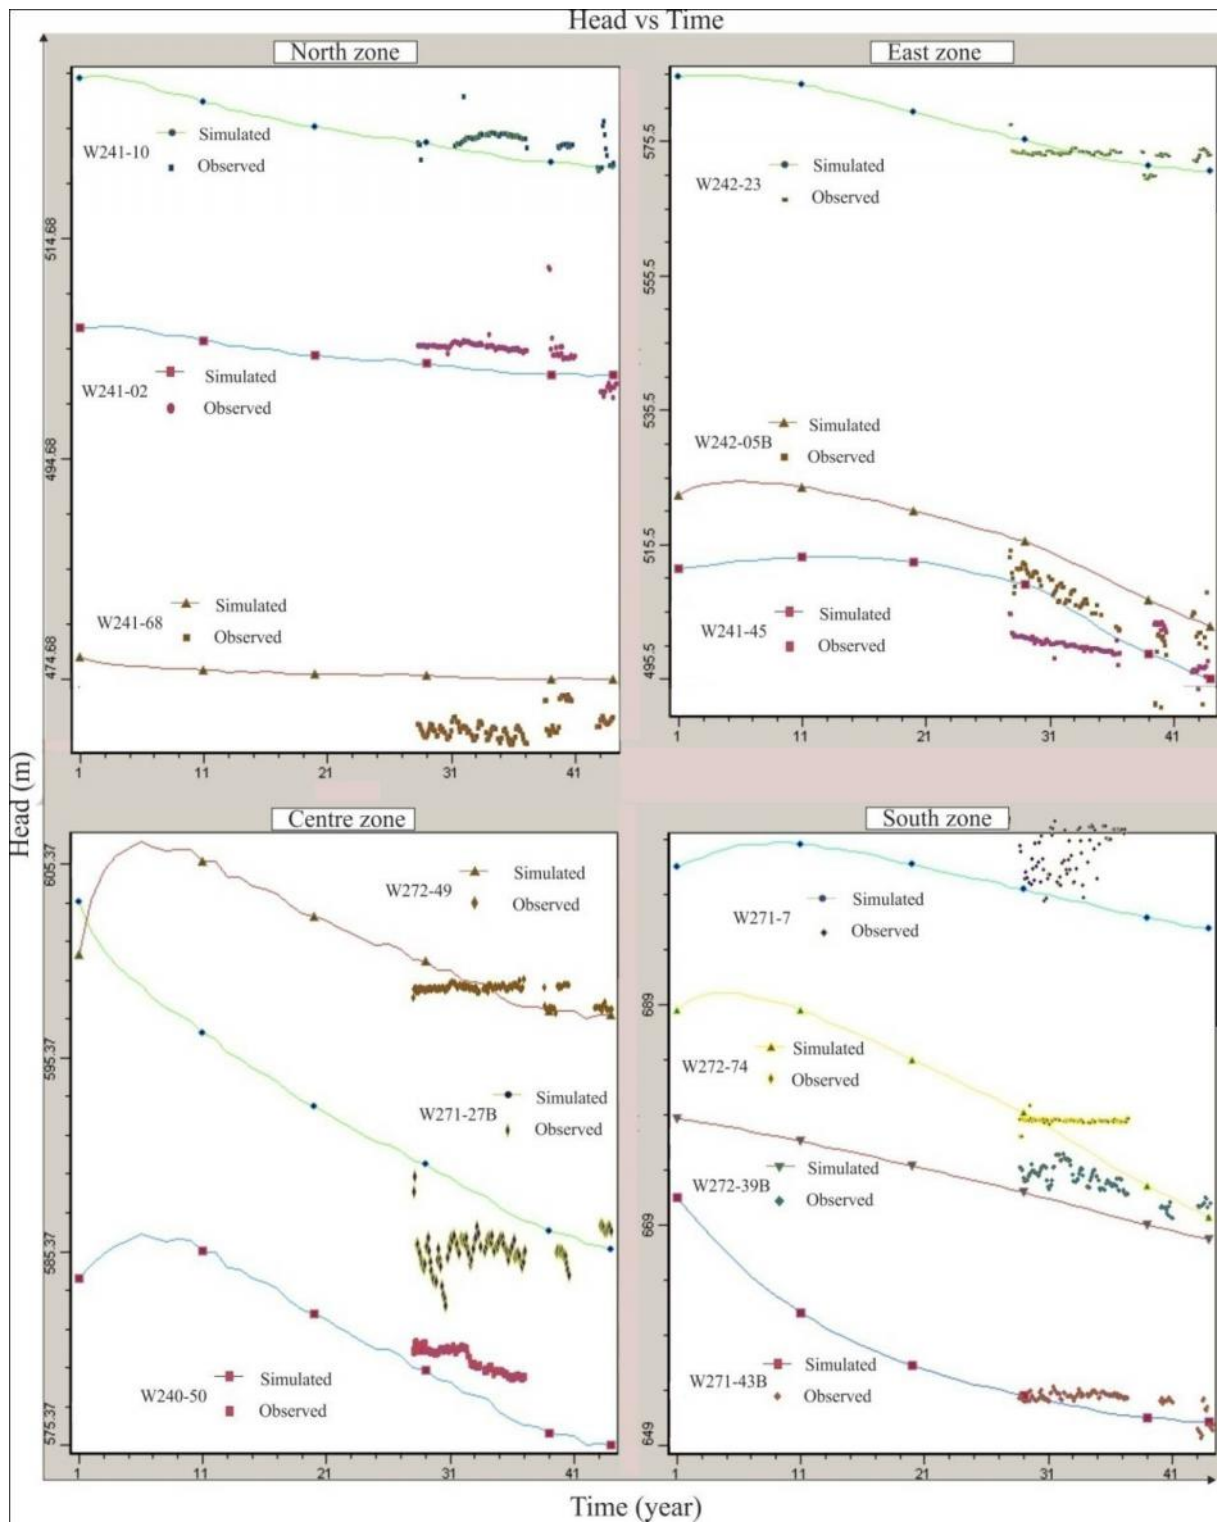 Head vs Time
North zone
W241-10
Simulated
Observed
W241-02
Simulated
Observed
W241-68
Simulated
Observed
514.68
494.68
474.68
1 11 21 31 41
East zone
W242-23
Simulated
Observed
W242-05B
Simulated
Observed
W241-45
Simulated
Observed
575.5
555.5
535.5
515.5
495.5
1 11 21 31 41
Head (m)
Centre zone
W272-49
Simulated
Observed
W271-27B
Simulated
Observed
W240-50
Simulated
Observed
605.37
595.37
585.37
575.37
1 11 21 31 41
South zone
W271-7
Simulated
Observed
W272-74
Simulated
Observed
W272-39B
Simulated
Observed
W271-43B
Simulated
Observed
689
669
649
1 11 21 31 41
Time (year)